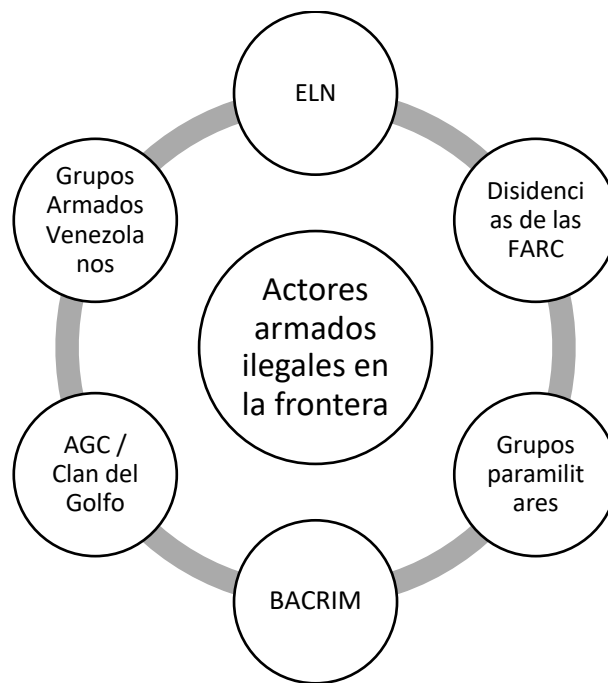 ELN
Disidenci
as de las
FARC
Grupos
paramilit
ares
BACRIM
AGC /
Clan del
Golfo
Grupos
Armados
Venezola
nos
Actores
armados
ilegales en
la frontera